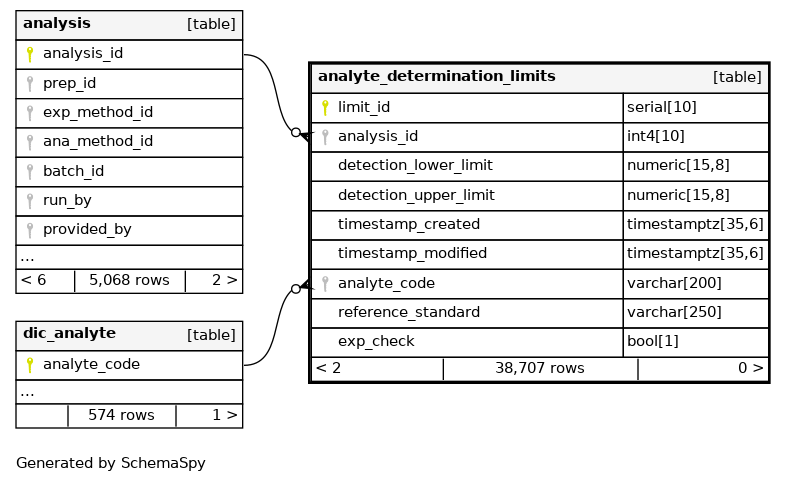 analysis [table]
analysis_id
prep_id
exp_method_id
ana_method_id
batch_id
run_by
provided_by
...
< 6 5,068 rows 2 >
dic_analyte [table]
analyte_code
...
574 rows 1 >
analyte_determination_limits [table]
limit_id serial[10]
analysis_id int4[10]
detection_lower_limit numeric[15,8]
detection_upper_limit numeric[15,8]
timestamp_created timestamptz[35,6]
timestamp_modified timestamptz[35,6]
analyte_code varchar[200]
reference_standard varchar[250]
exp_check bool[1]
< 2 38,707 rows 0 >
Generated by SchemaSpy